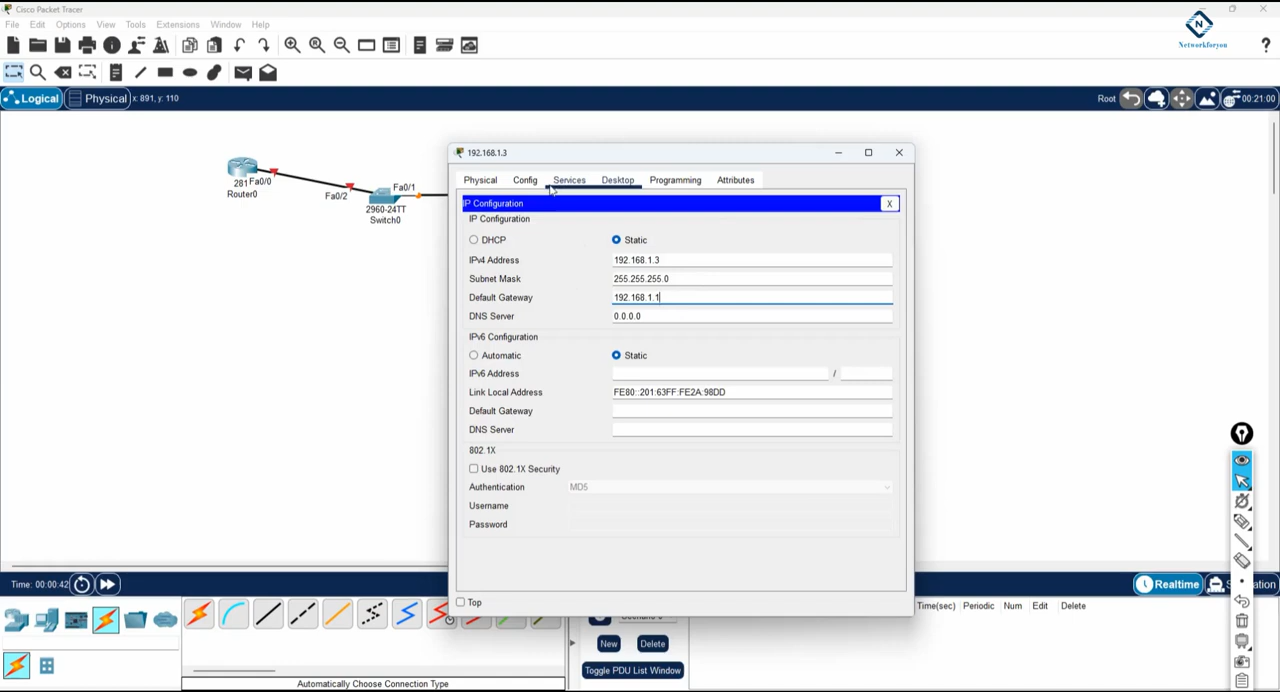 Cisco Packet Tracer
File Edit Options View Tools Extensions Window Help
N
Networkforyou
?
Logical Physical x: 891, y: 110 Root 00:21:00
192.168.1.3
Physical Config Services Desktop Programming Attributes
IP Configuration X
IP Configuration
DHCP Static
IPv4 Address 192.168.1.3
Subnet Mask 255.255.255.0
Default Gateway 192.168.1.1
DNS Server 0.0.0.0
IPv6 Configuration
Automatic Static
IPv6 Address /
Link Local Address FE80::201:63FF:FE2A:98DD
Default Gateway
DNS Server
802.1X
Use 802.1X Security
Authentication MD5
Username
Password
Top
281 Fa0/0
Router0
Fa0/2
Fa0/1
2960-24TT
Switch0
Time: 00:00:42 Realtime
Time(sec) Periodic Num Edit Delete
New Delete
Toggle PDU List Window
Automatically Choose Connection Type